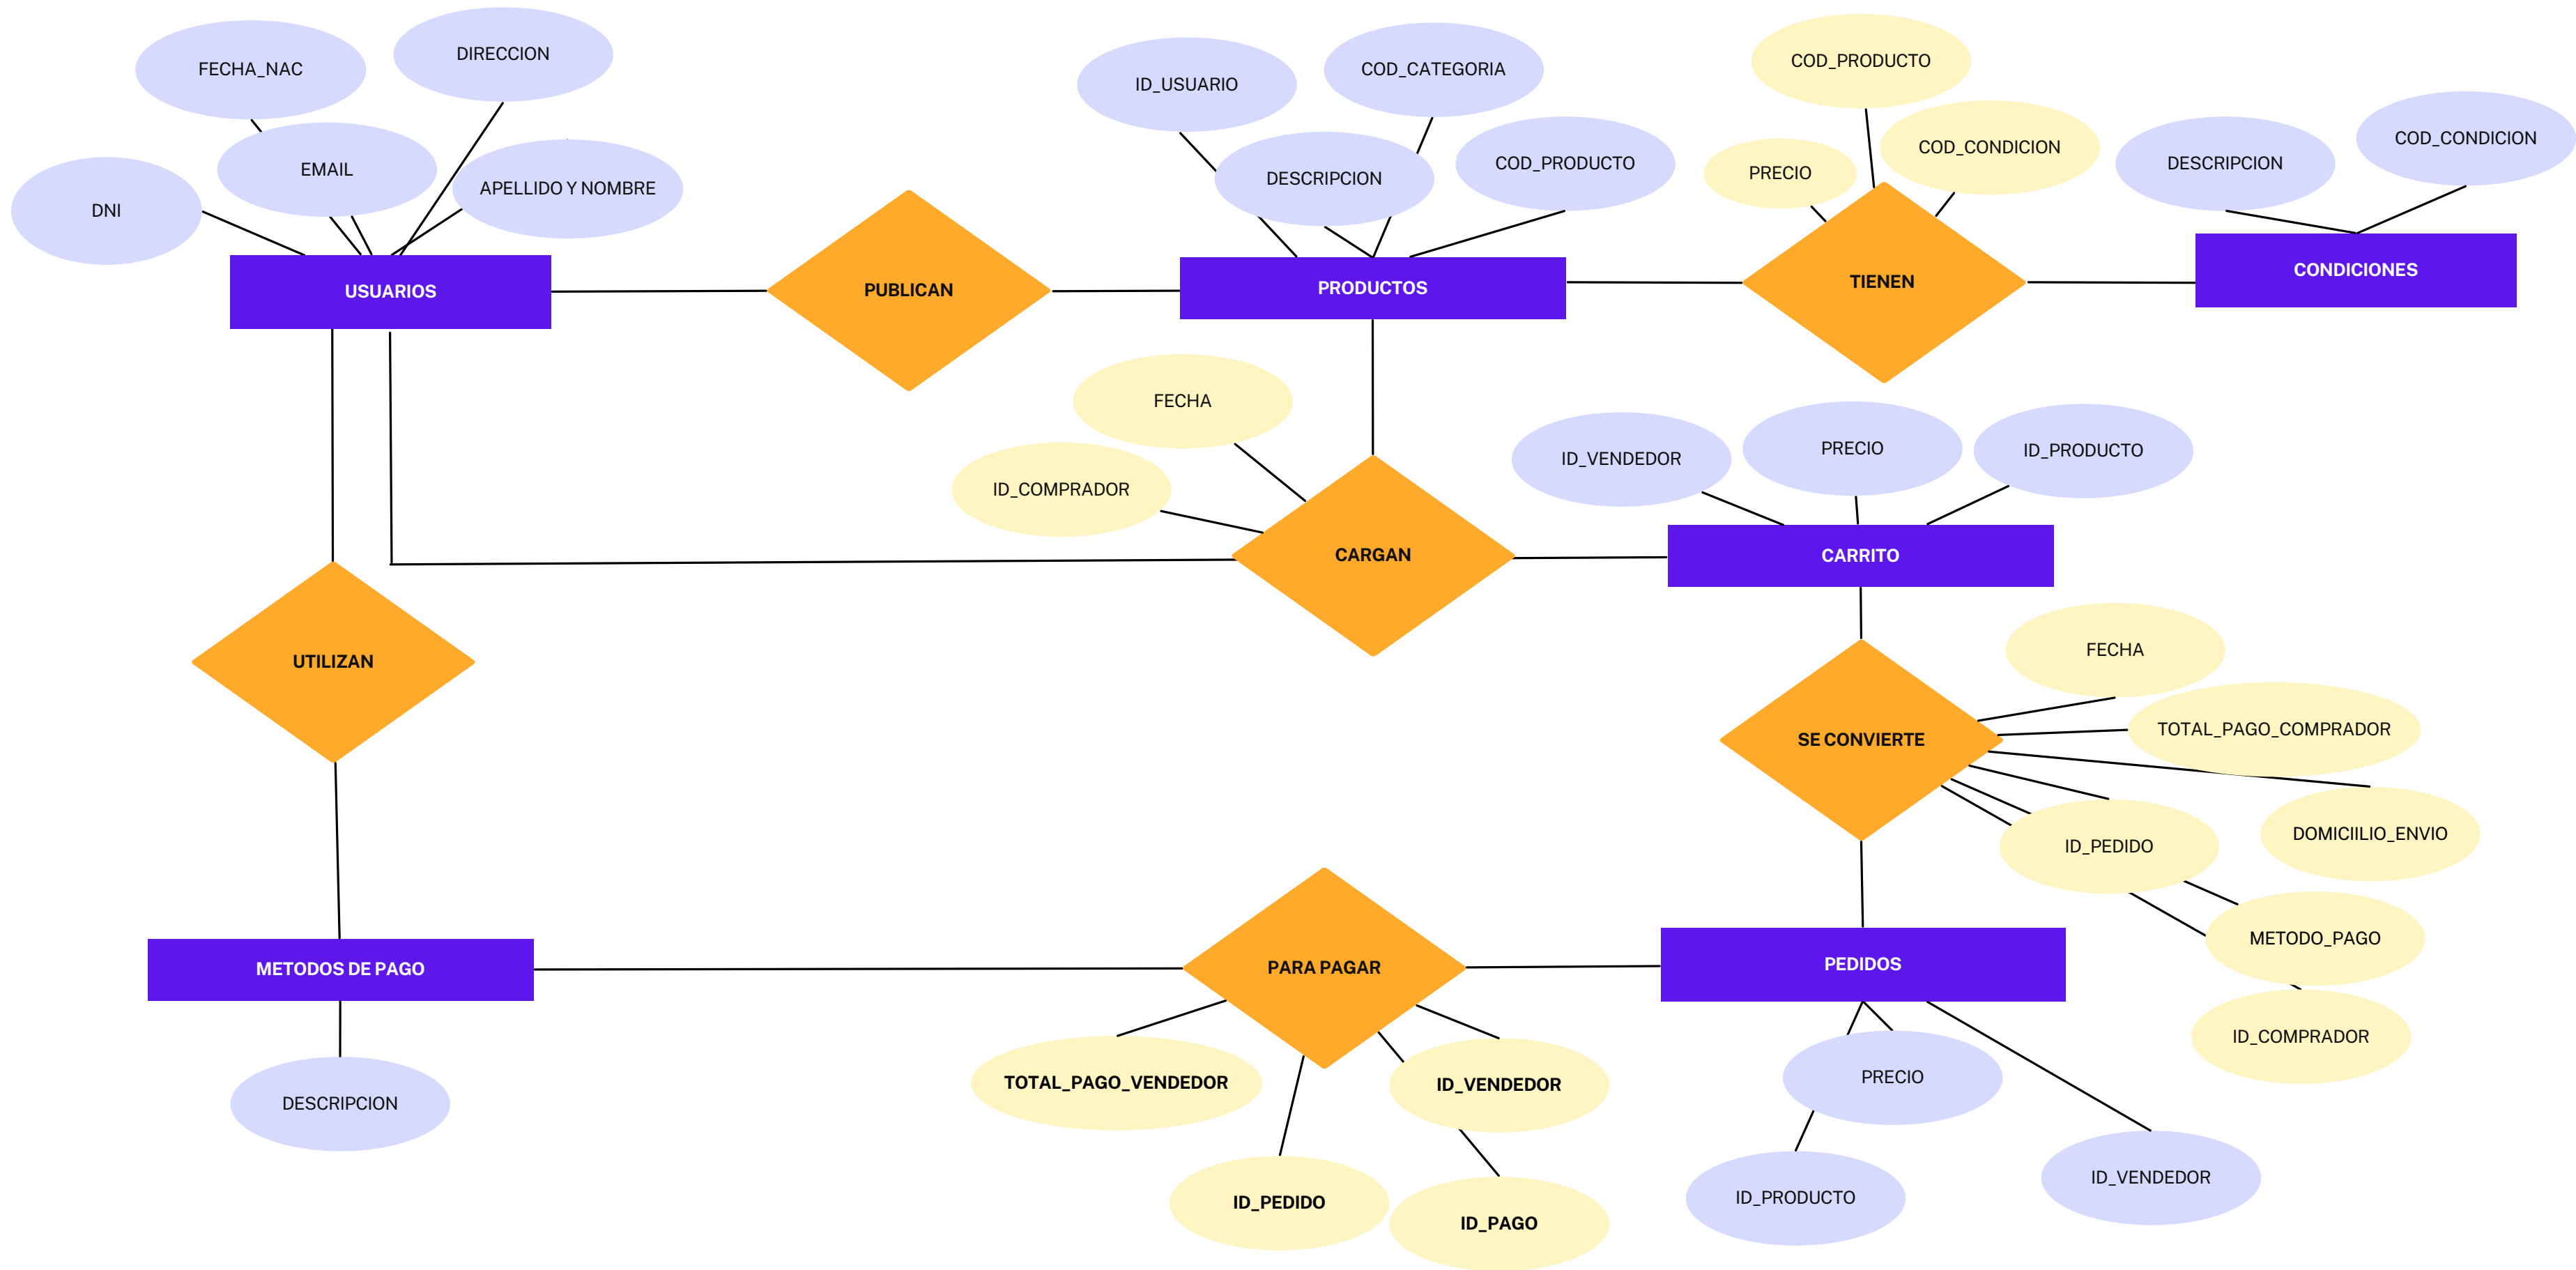 DIRECCION
FECHA_NAC
EMAIL
APELLIDO Y NOMBRE
DNI
USUARIOS
PUBLICAN
ID_USUARIO
COD_CATEGORIA
DESCRIPCION
COD_PRODUCTO
PRODUCTOS
COD_PRODUCTO
COD_CONDICION
PRECIO
TIENEN
DESCRIPCION
COD_CONDICION
CONDICIONES
FECHA
ID_COMPRADOR
CARGAN
ID_VENDEDOR
PRECIO
ID_PRODUCTO
CARRITO
UTILIZAN
SE CONVIERTE
FECHA
TOTAL_PAGO_COMPRADOR
DOMICIILIO_ENVIO
ID_PEDIDO
METODO_PAGO
ID_COMPRADOR
METODOS DE PAGO
DESCRIPCION
PARA PAGAR
TOTAL_PAGO_VENDEDOR
ID_VENDEDOR
ID_PEDIDO
ID_PAGO
PEDIDOS
PRECIO
ID_PRODUCTO
ID_VENDEDOR